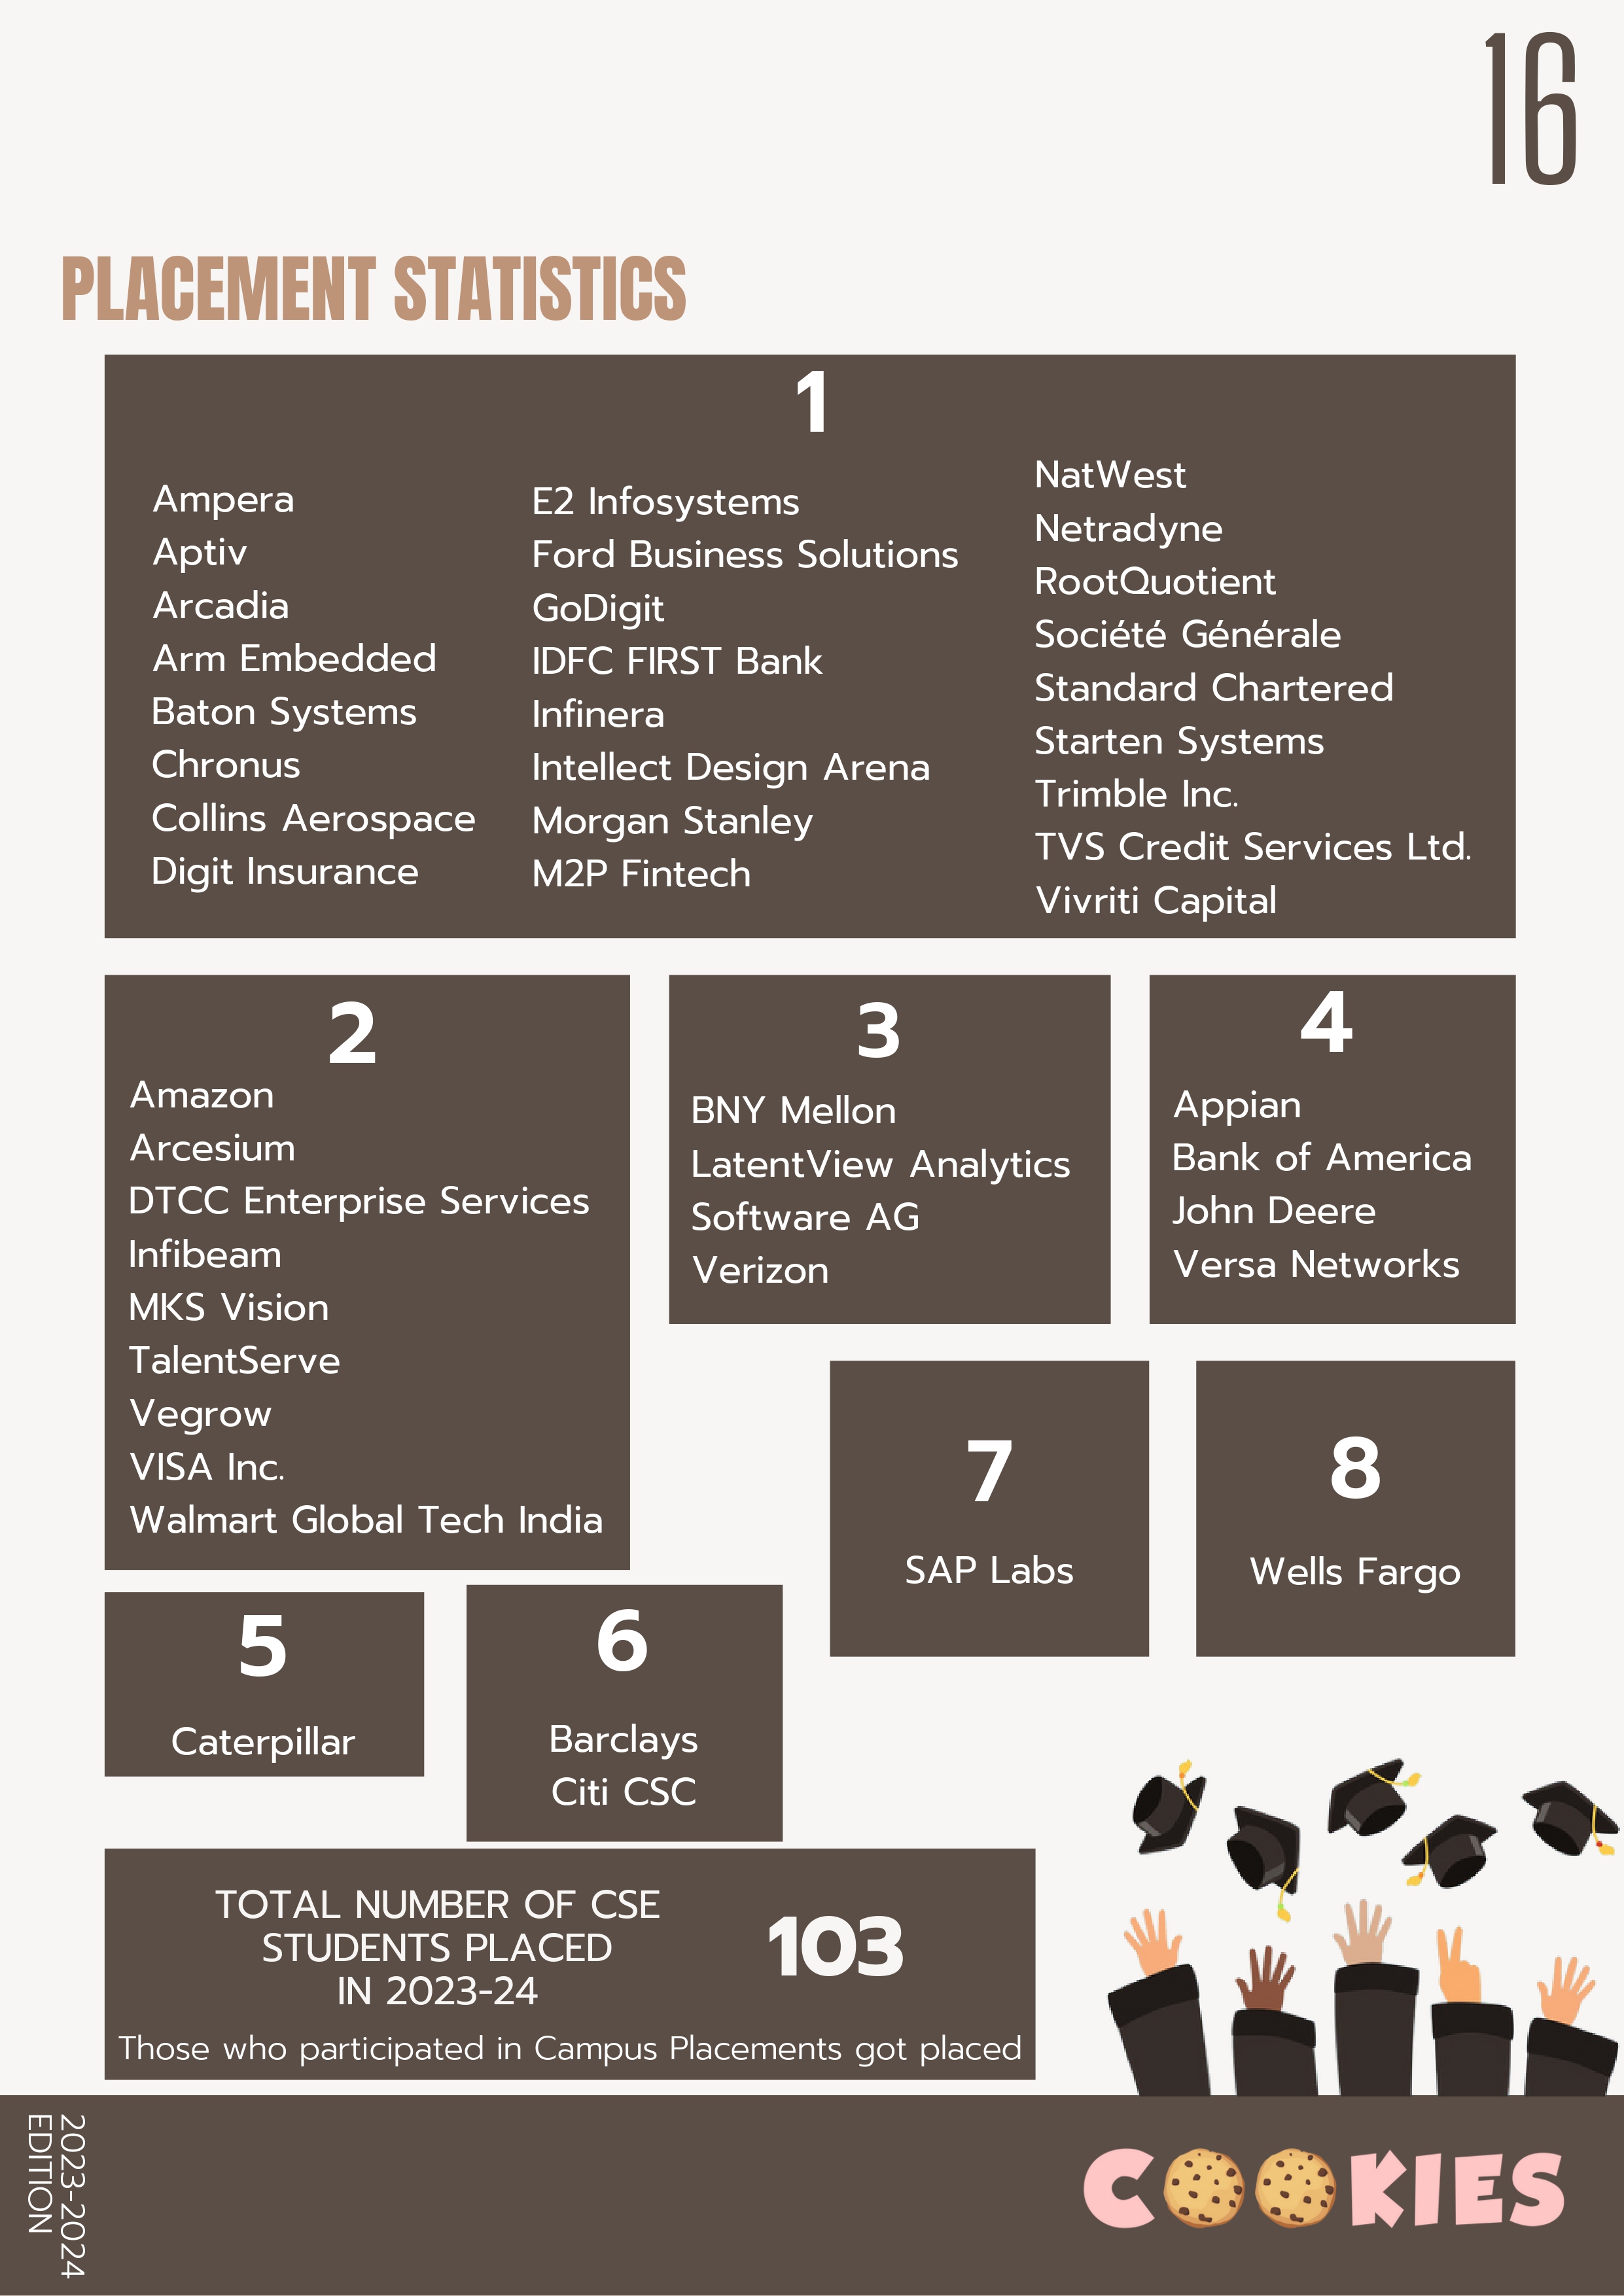 16
PLACEMENT STATISTICS
1
Ampera
Aptiv
Arcadia
Arm Embedded
Baton Systems
Chronus
Collins Aerospace
Digit Insurance
E2 Infosystems
Ford Business Solutions
GoDigit
IDFC FIRST Bank
Infinera
Intellect Design Arena
Morgan Stanley
M2P Fintech
NatWest
Netradyne
RootQuotient
Société Générale
Standard Chartered
Starten Systems
Trimble Inc.
TVS Credit Services Ltd.
Vivriti Capital
2
Amazon
Arcesium
DTCC Enterprise Services
Infibeam
MKS Vision
TalentServe
Vegrow
VISA Inc.
Walmart Global Tech India
3
BNY Mellon
LatentView Analytics
Software AG
Verizon
4
Appian
Bank of America
John Deere
Versa Networks
5
Caterpillar
6
Barclays
Citi CSC
7
SAP Labs
8
Wells Fargo
TOTAL NUMBER OF CSE
STUDENTS PLACED
IN 2023-24
103
Those who participated in Campus Placements got placed
2023-2024
EDITION
COOKIES